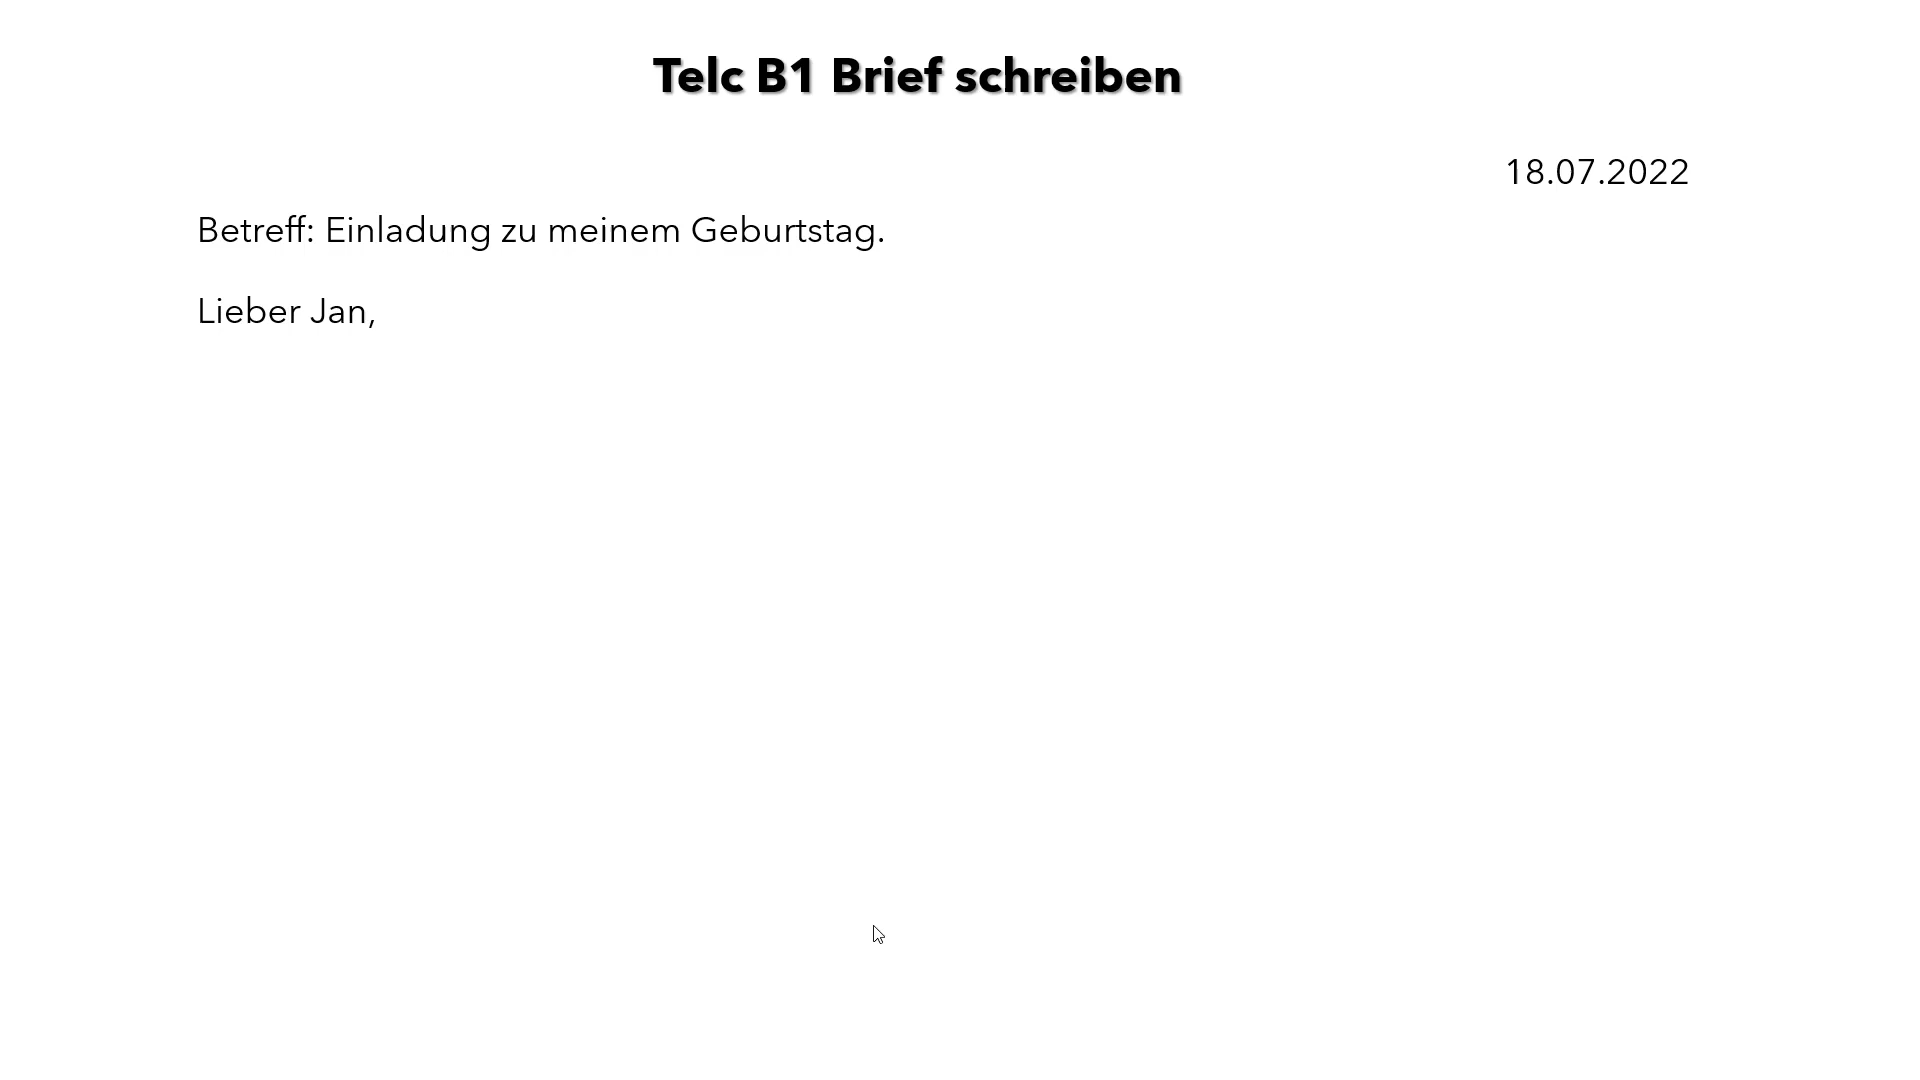 Telc B1 Brief schreiben
18.07.2022
Betreff: Einladung zu meinem Geburtstag.
Lieber Jan,